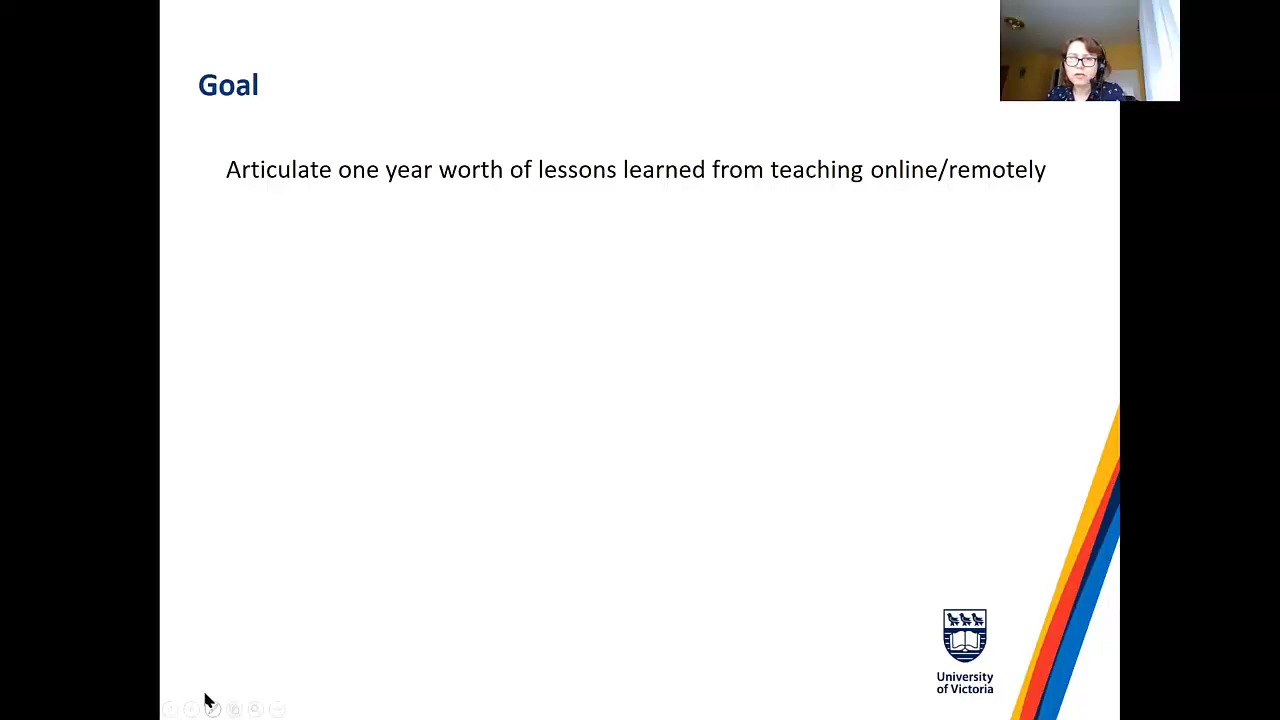 Goal
Articulate one year worth of lessons learned from teaching online/remotely
University
of Victoria